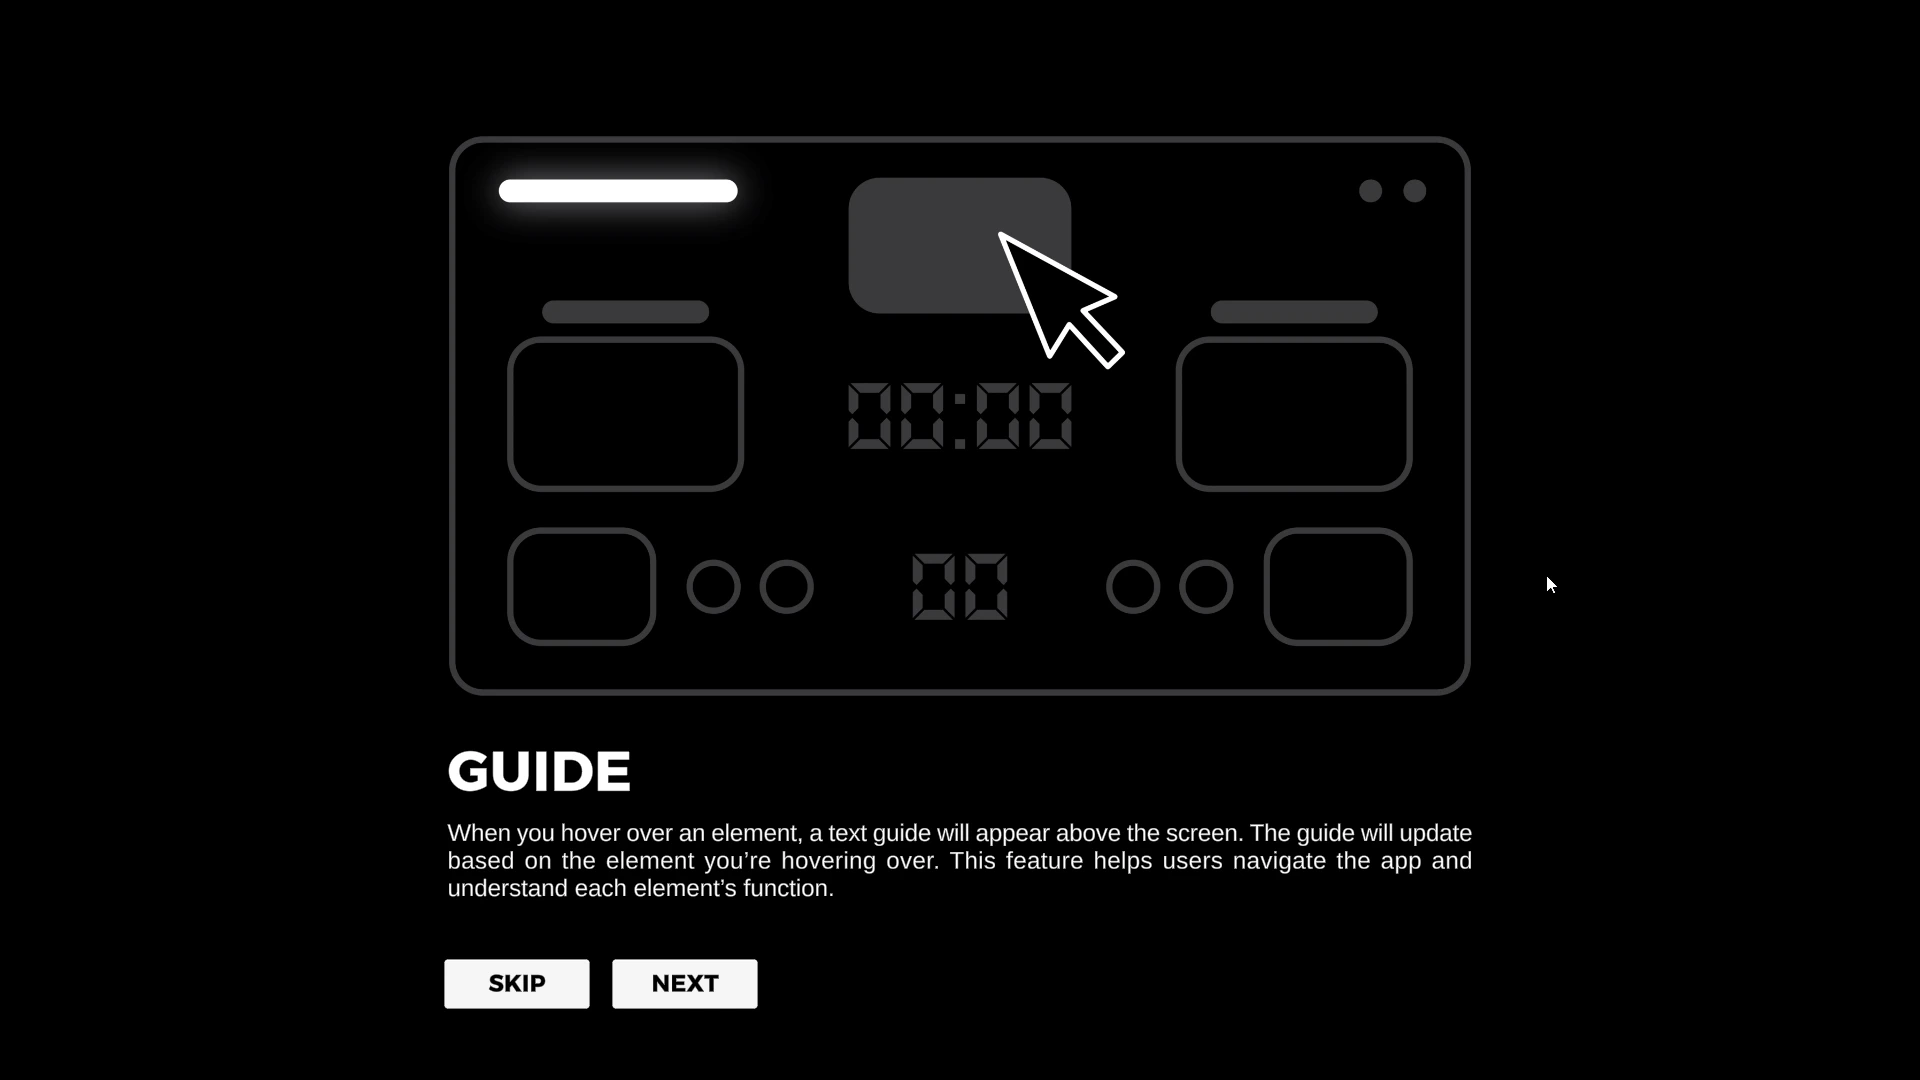 00:00
00
GUIDE
When you hover over an element, a text guide will appear above the screen. The guide will update
based on the element you’re hovering over. This feature helps users navigate the app and
understand each element’s function.
SKIP NEXT